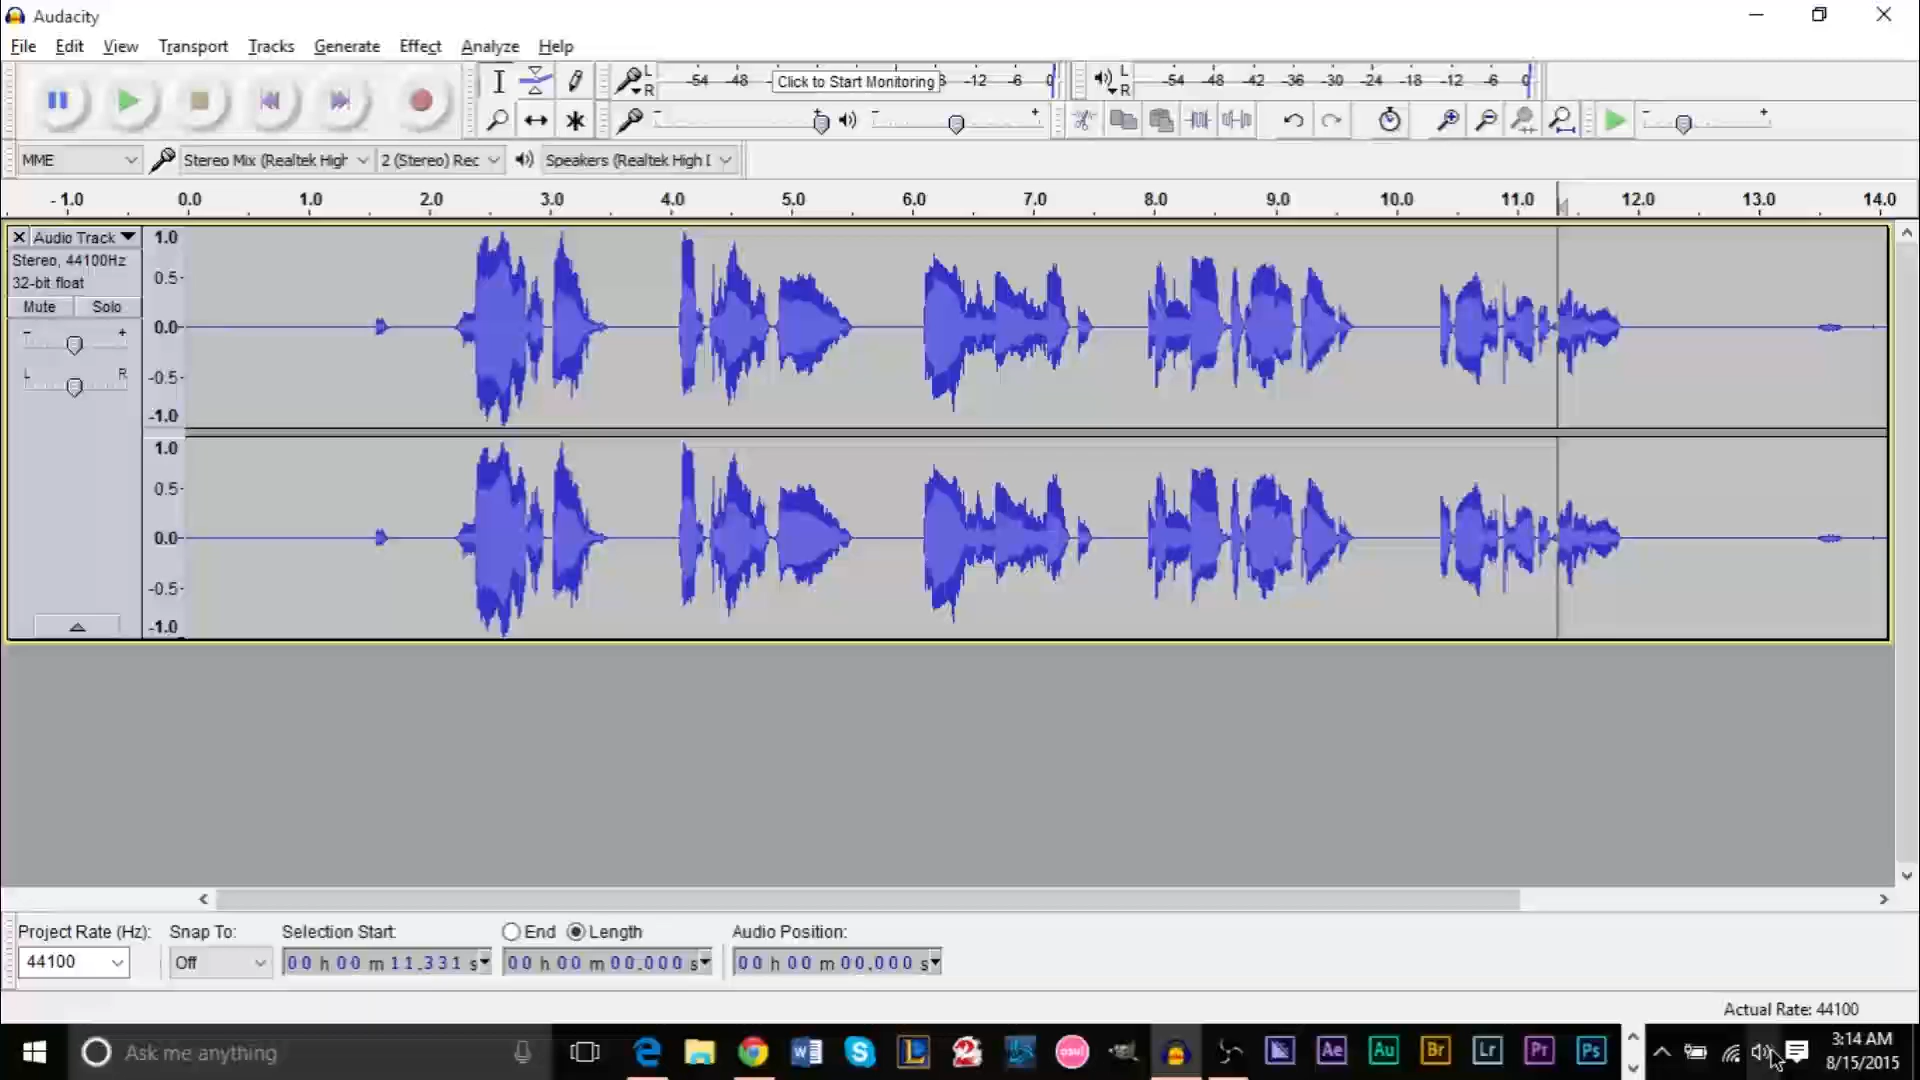 Audacity
File Edit View Transport Tracks Generate Effect Analyze Help
L R -54 -48 Click to Start Monitoring -12 -6 0 L R -54 -48 -42 -36 -30 -24 -18 -12 -6 0
MME Stereo Mix (Realtek High 2 (Stereo) Rec Speakers (Realtek High
-1.0 0.0 1.0 2.0 3.0 4.0 5.0 6.0 7.0 8.0 9.0 10.0 11.0 12.0 13.0 14.0
Audio Track 1.0
Stereo, 44100Hz
32-bit float 0.5
Mute Solo
0.0
- +
L R -0.5
-1.0
1.0
0.5
0.0
-0.5
-1.0
Project Rate (Hz): Snap To: Selection Start: End Length Audio Position:
44100 Off 00 h 00 m 11.331 s 00 h 00 m 00.000 s 00 h 00 m 00.000 s
Actual Rate: 44100
Ask me anything
osu!
Ae Au Br Lr Pr Ps
3:14 AM
8/15/2015